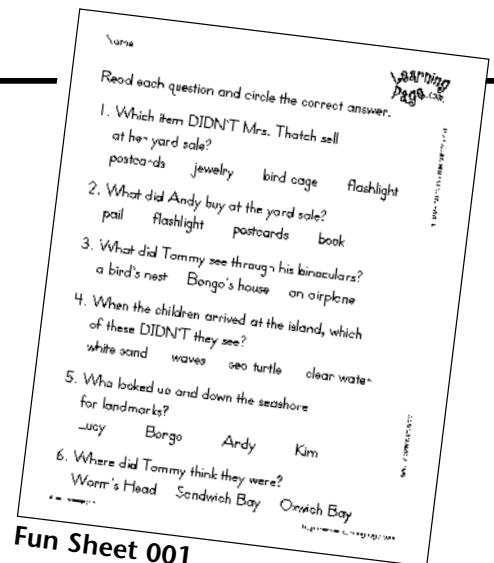 Name
Learning
Page.com
Read each question and circle the correct answer.
1. Which item DIDN'T Mrs. Thatch sell
at her yard sale?
postcards jewelry bird cage flashlight
2. What did Andy buy at the yard sale?
pail flashlight postcards book
3. What did Tommy see through his binoculars?
a bird's nest Bongo's house an airplane
4. When the children arrived at the island, which
of these DIDN'T they see?
white sand waves sea turtle clear water
5. Who looked up and down the seashore
for landmarks?
Lucy Bongo Andy Kim
6. Where did Tommy think they were?
Worm's Head Sandwich Bay Oxwich Bay
Fun Sheet 001